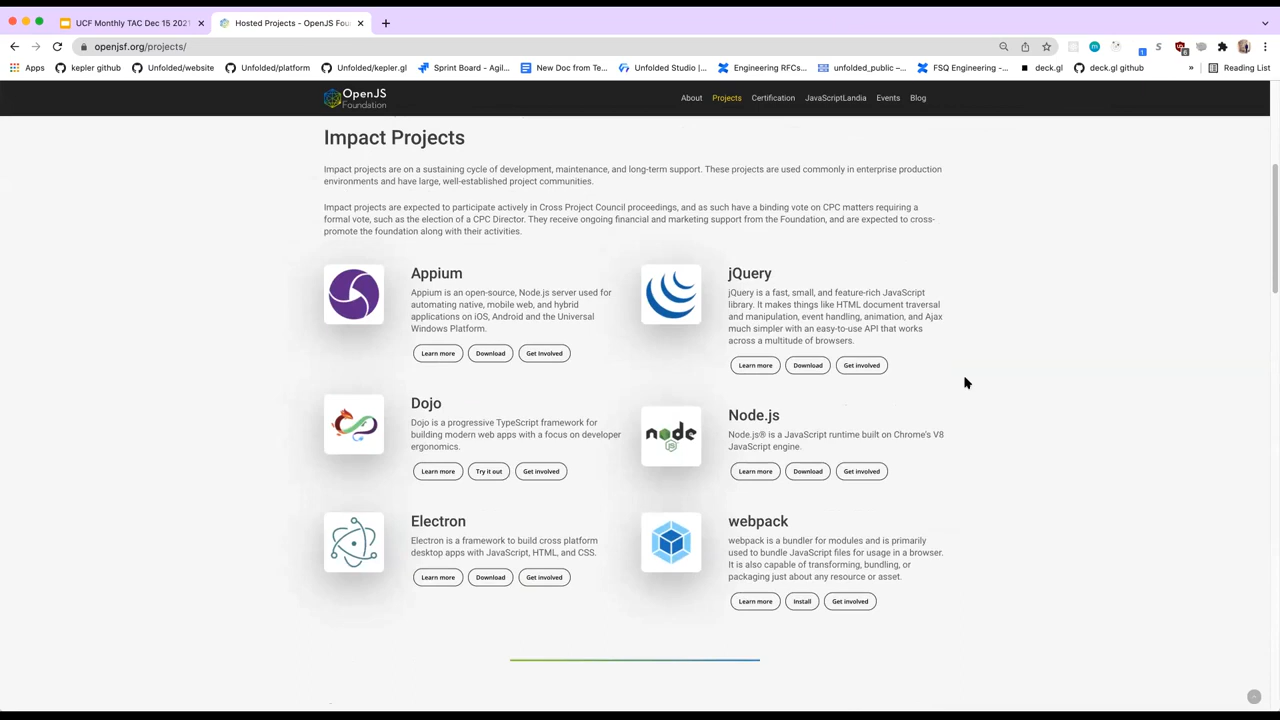 UCF Monthly TAC Dec 15 2021
Hosted Projects - OpenJS Fou
openjsf.org/projects/
Apps
kepler github
Unfolded/website
Unfolded/platform
Unfolded/kepler.gl
Sprint Board - Agil...
New Doc from Te...
Unfolded Studio |...
Engineering RFCs...
unfolded_public –...
FSQ Engineering -...
deck.gl
deck.gl github
»
Reading List
OpenJS
Foundation
About
Projects
Certification
JavaScriptLandia
Events
Blog
Impact Projects
Impact projects are on a sustaining cycle of development, maintenance, and long-term support. These projects are used commonly in enterprise production
environments and have large, well-established project communities.
Impact projects are expected to participate actively in Cross Project Council proceedings, and as such have a binding vote on CPC matters requiring a
formal vote, such as the election of a CPC Director. They receive ongoing financial and marketing support from the Foundation, and are expected to cross-
promote the foundation along with their activities.
Appium
Appium is an open-source, Node.js server used for
automating native, mobile web, and hybrid
applications on iOS, Android and the Universal
Windows Platform.
Learn more
Download
Get Involved
jQuery
jQuery is a fast, small, and feature-rich JavaScript
library. It makes things like HTML document traversal
and manipulation, event handling, animation, and Ajax
much simpler with an easy-to-use API that works
across a multitude of browsers.
Learn more
Download
Get involved
Dojo
Dojo is a progressive TypeScript framework for
building modern web apps with a focus on developer
ergonomics.
Learn more
Try it out
Get involved
node
Node.js
Node.js® is a JavaScript runtime built on Chrome's V8
JavaScript engine.
Learn more
Download
Get involved
Electron
Electron is a framework to build cross platform
desktop apps with JavaScript, HTML, and CSS.
Learn more
Download
Get involved
webpack
webpack is a bundler for modules and is primarily
used to bundle JavaScript files for usage in a browser.
It is also capable of transforming, bundling, or
packaging just about any resource or asset.
Learn more
Install
Get involved